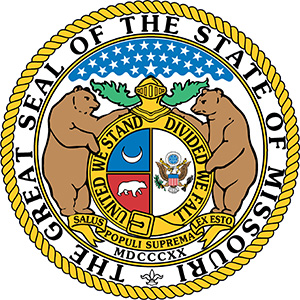 THE GREAT SEAL OF THE STATE OF MISSOURI
UNITED WE STAND DIVIDED WE FALL
SALUS POPULI SUPREMA EX ESTO
MDCCCXX